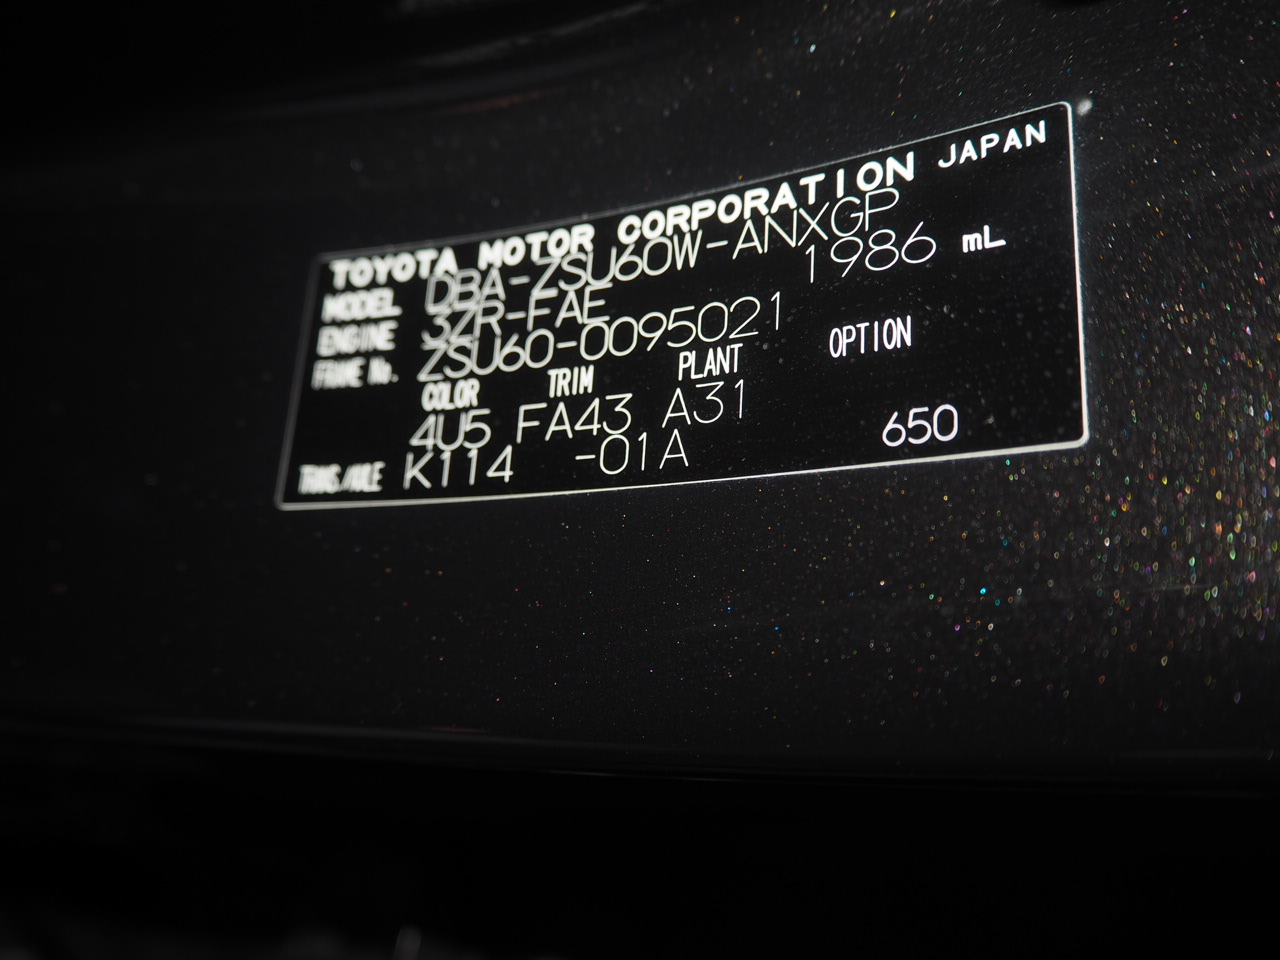 TOYOTA MOTOR CORPORATION JAPAN
MODEL DBA-ZSU60W-ANXGP
ENGINE 3ZR-FAE 1986 mL
FRAME No. ZSU60-0095021
COLOR TRIM PLANT OPTION
4U5 FA43 A31
TRANS./AXLE K114 -01A 650